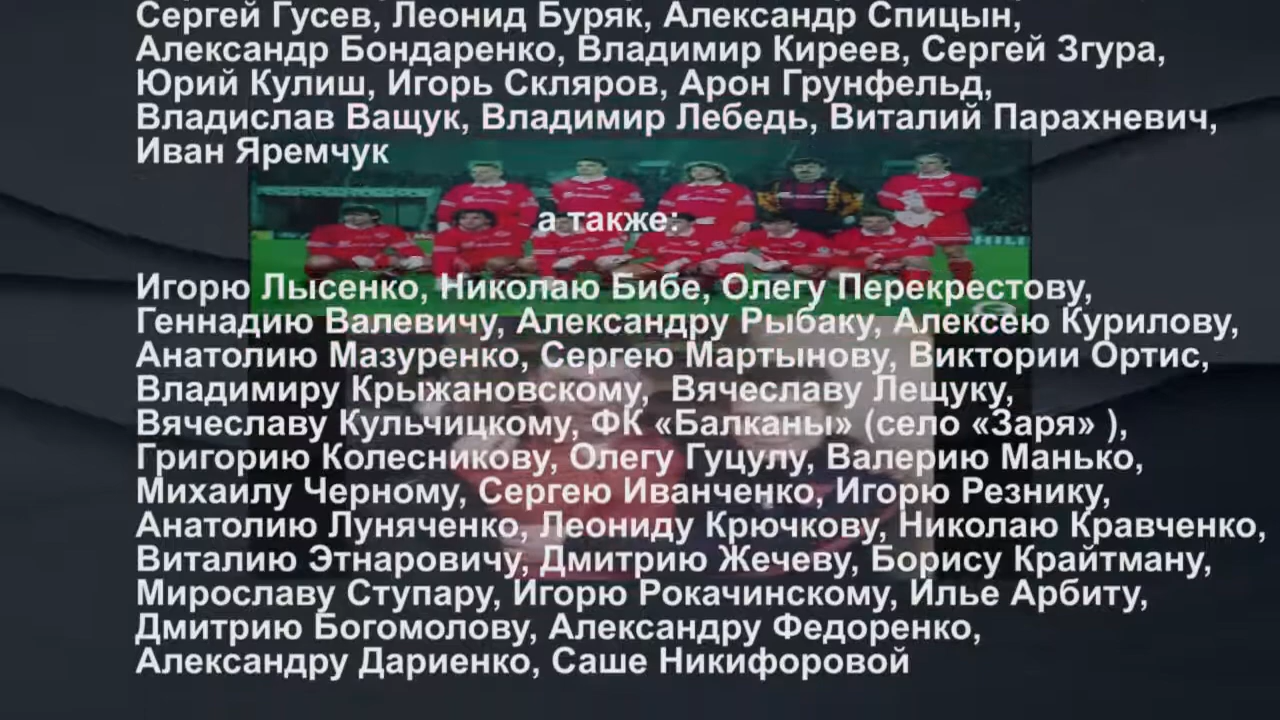 Сергей Гусев, Леонид Буряк, Александр Спицын,
Александр Бондаренко, Владимир Киреев, Сергей Згура,
Юрий Кулиш, Игорь Скляров, Арон Грунфельд,
Владислав Ващук, Владимир Лебедь, Виталий Парахневич,
Иван Яремчук
а также:
Игорю Лысенко, Николаю Бибе, Олегу Перекрестову,
Геннадию Валевичу, Александру Рыбаку, Алексею Курилову,
Анатолию Мазуренко, Сергею Мартынову, Виктории Ортис,
Владимиру Крыжановскому, Вячеславу Лещуку,
Вячеславу Кульчицкому, ФК «Балканы» (село «Заря» ),
Григорию Колесникову, Олегу Гуцулу, Валерию Манько,
Михаилу Черному, Сергею Иванченко, Игорю Резнику,
Анатолию Луняченко, Леониду Крючкову, Николаю Кравченко,
Виталию Этнаровичу, Дмитрию Жечеву, Борису Крайтману,
Мирославу Ступару, Игорю Рокачинскому, Илье Арбиту,
Дмитрию Богомолову, Александру Федоренко,
Александру Дариенко, Саше Никифоровой